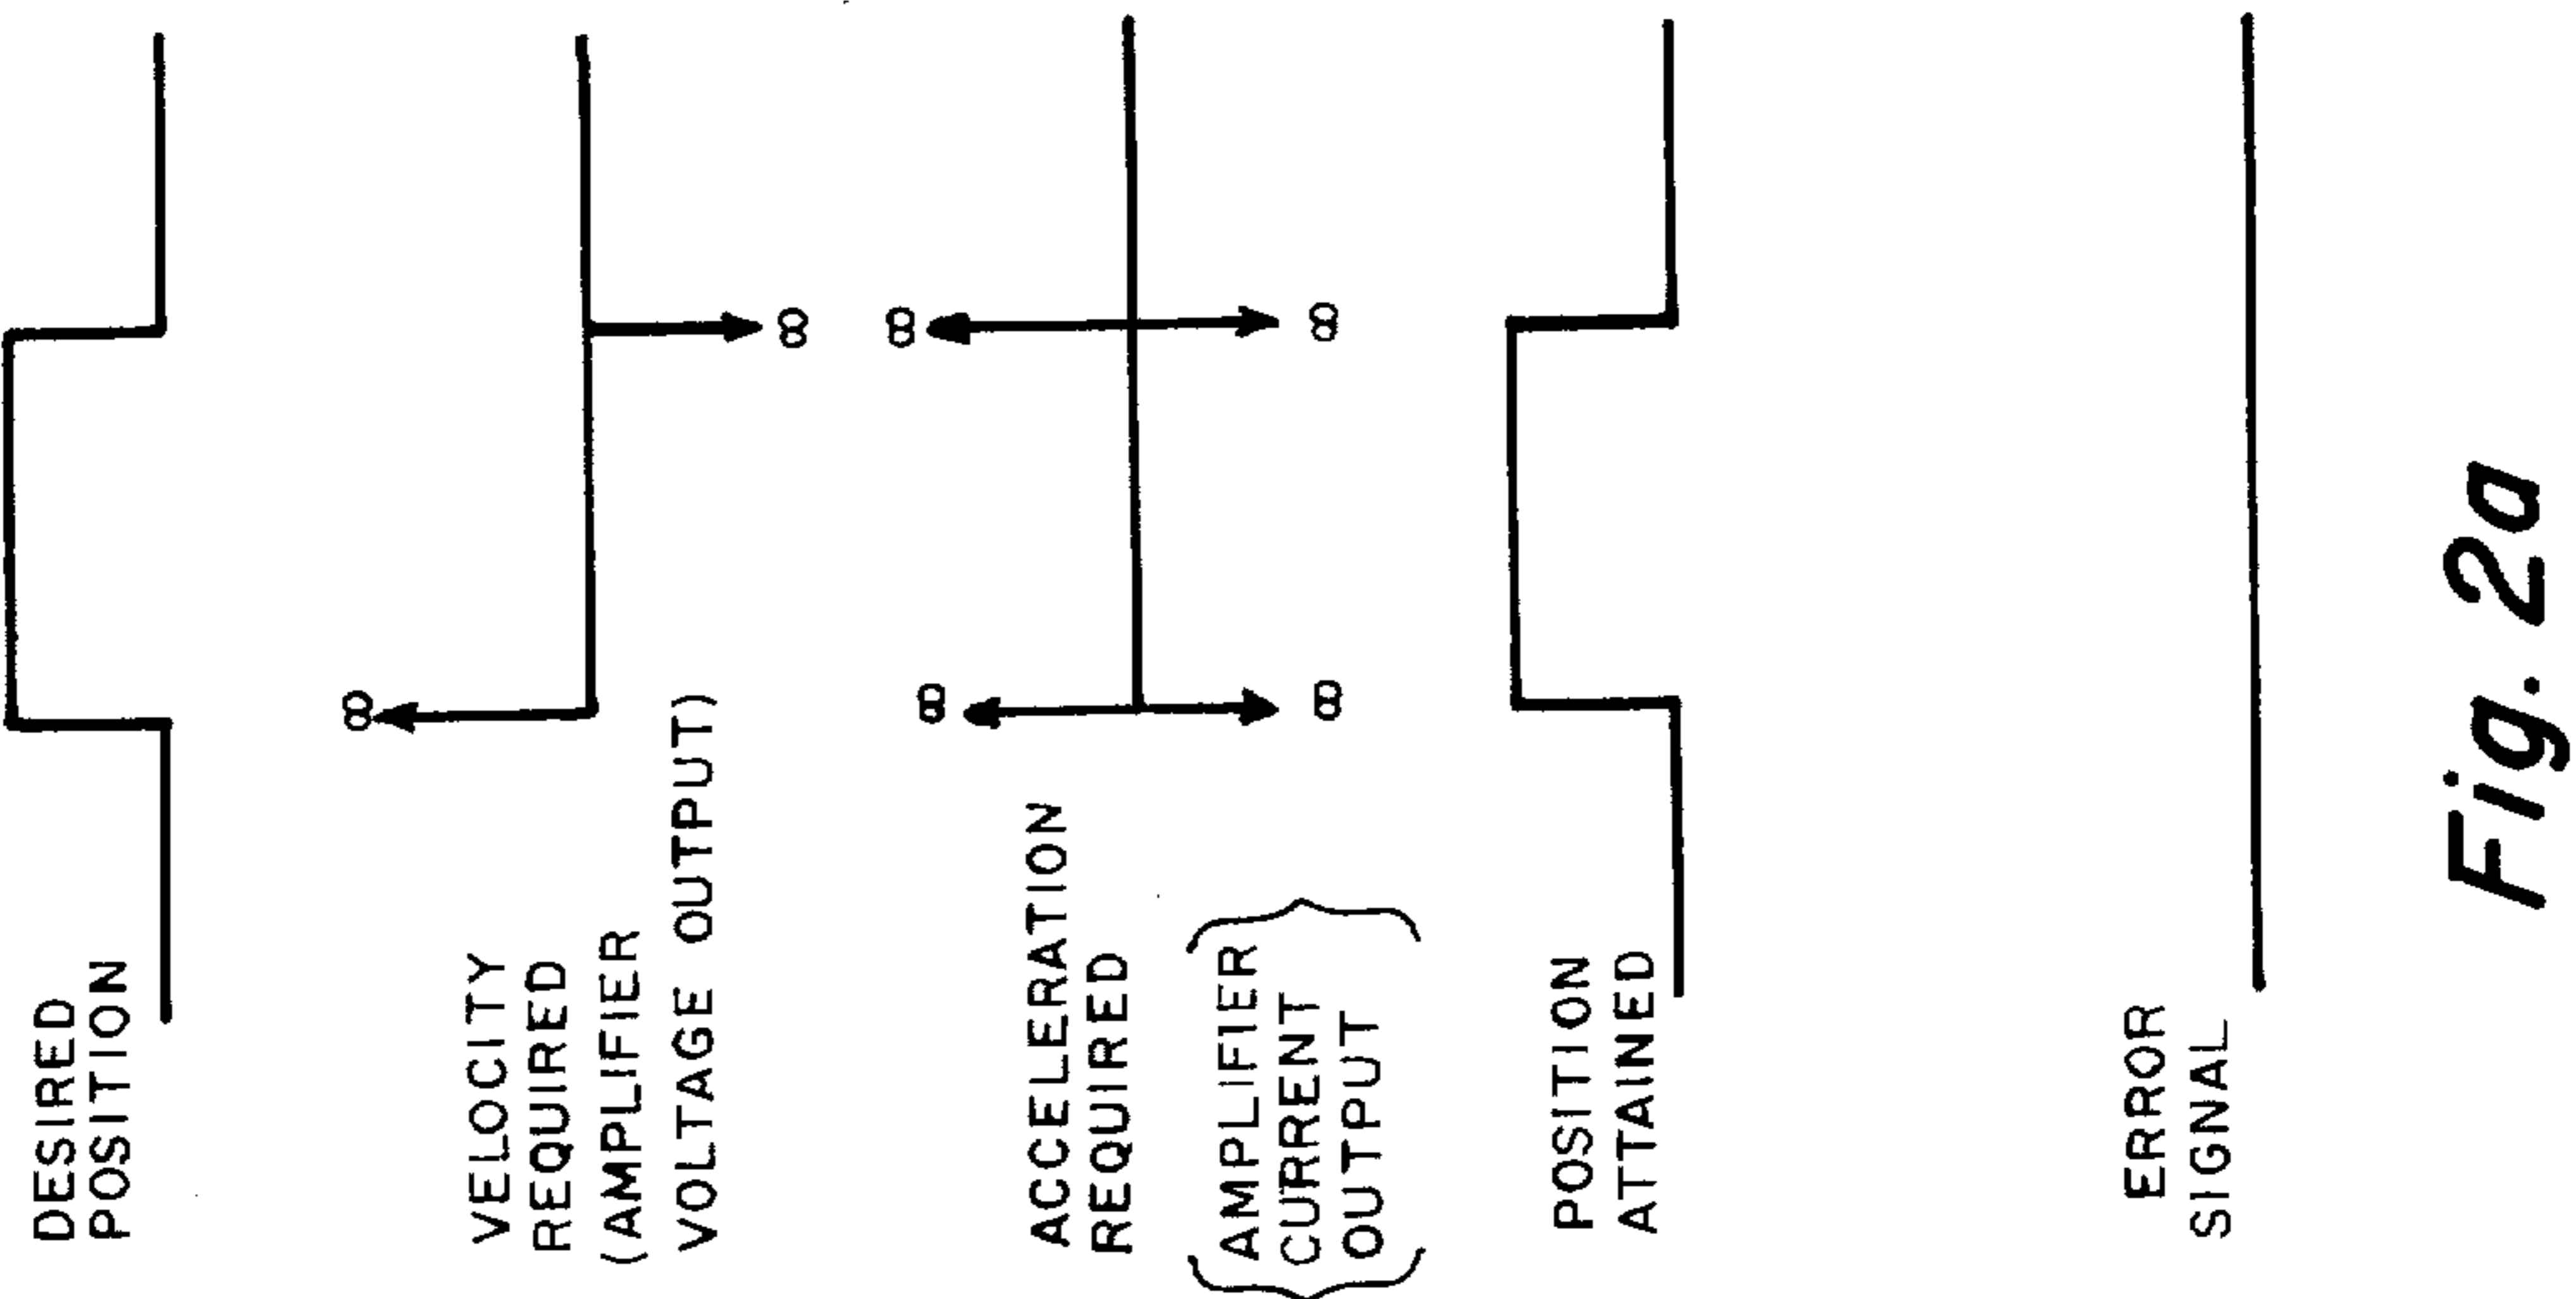 DESIRED
POSITION
VELOCITY
REQUIRED
(AMPLIFIER
VOLTAGE OUTPUT)
∞
∞
ACCELERATION
REQUIRED
(AMPLIFIER
CURRENT
OUTPUT)
∞
∞
∞
∞
POSITION
ATTAINED
ERROR
SIGNAL
Fig. 2a